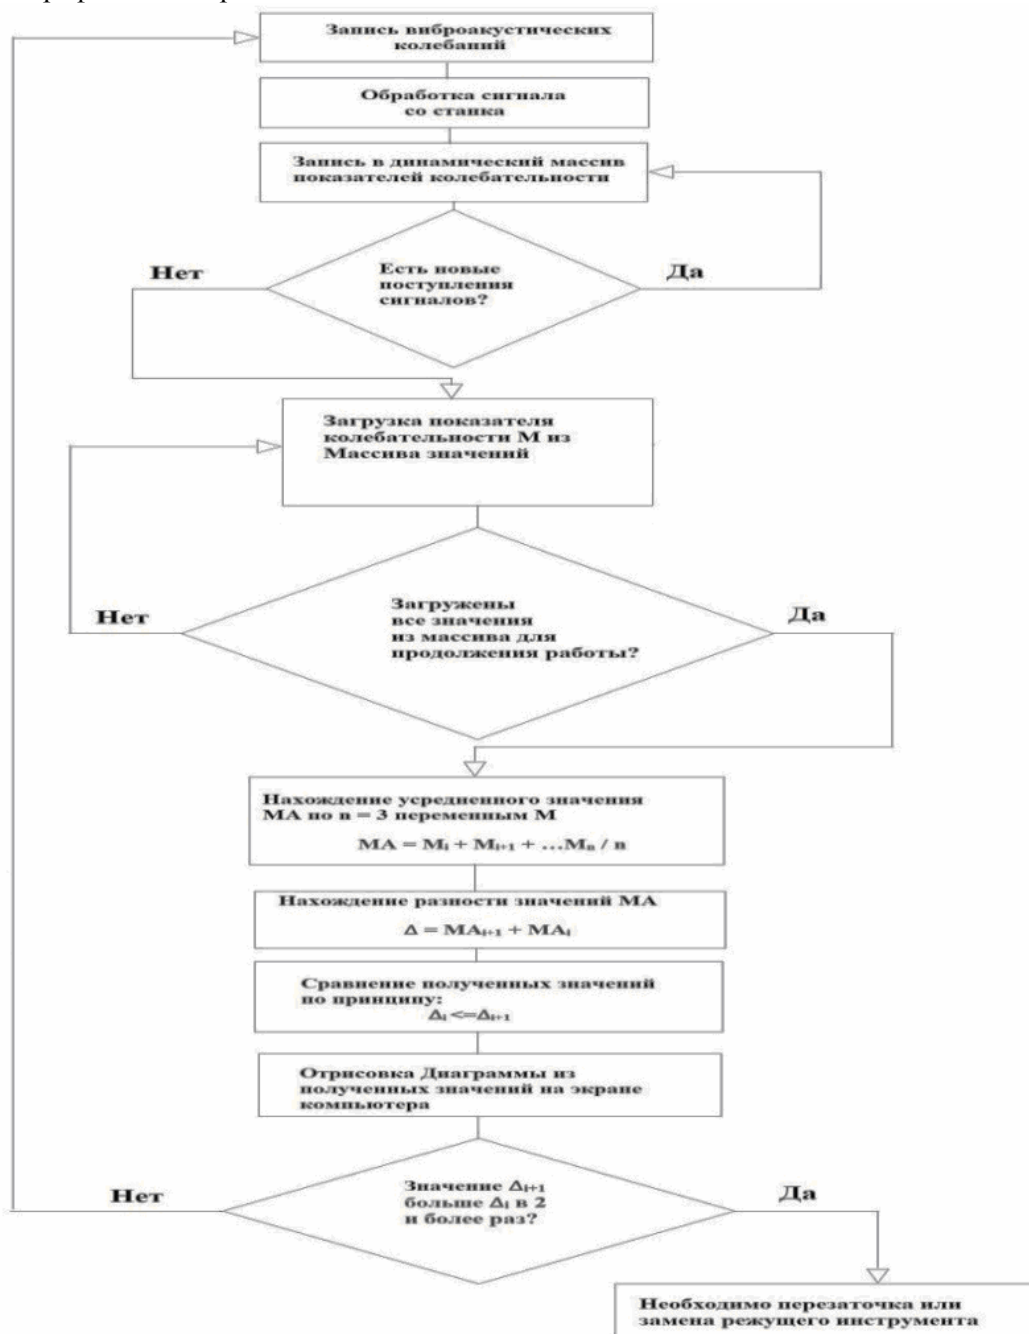 Запись виброакустических
колебаний
Обработка сигнала
со станка
Запись в динамический массив
показателей колебательности
Нет
Есть новые
поступления
сигналов?
Да
Загрузка показателя
колебательности М из
Массива значений
Нет
Загружены
все значения
из массива для
продолжения работы?
Да
Нахождение усредненного значения
МА по n = 3 переменным М
МА = Mᵢ + Mᵢ₊₁ + …Mₙ / n
Нахождение разности значений МА
Δ = MAᵢ₊₁ + MAᵢ
Сравнение полученных значений
по принципу:
Δᵢ <=Δᵢ₊₁
Отрисовка Диаграммы из
полученных значений на экране
компьютера
Нет
Значение Δᵢ₊₁
больше Δᵢ в 2
и более раз?
Да
Необходимо перезаточка или
замена режущего инструмента